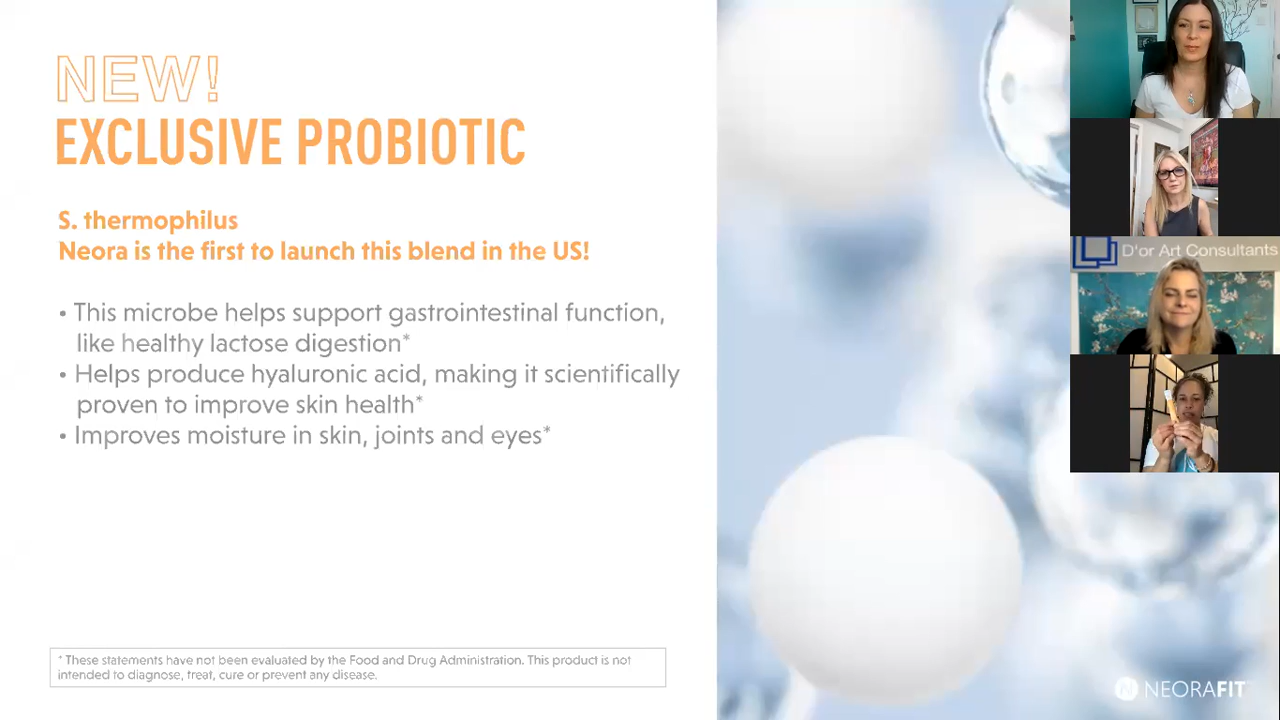 NEW!
EXCLUSIVE PROBIOTIC
S. thermophilus
Neora is the first to launch this blend in the US!
• This microbe helps support gastrointestinal function,
like healthy lactose digestion*
• Helps produce hyaluronic acid, making it scientifically
proven to improve skin health*
• Improves moisture in skin, joints and eyes*
* These statements have not been evaluated by the Food and Drug Administration. This product is not
intended to diagnose, treat, cure or prevent any disease.
D'or Art Consultants
N NEORAFIT